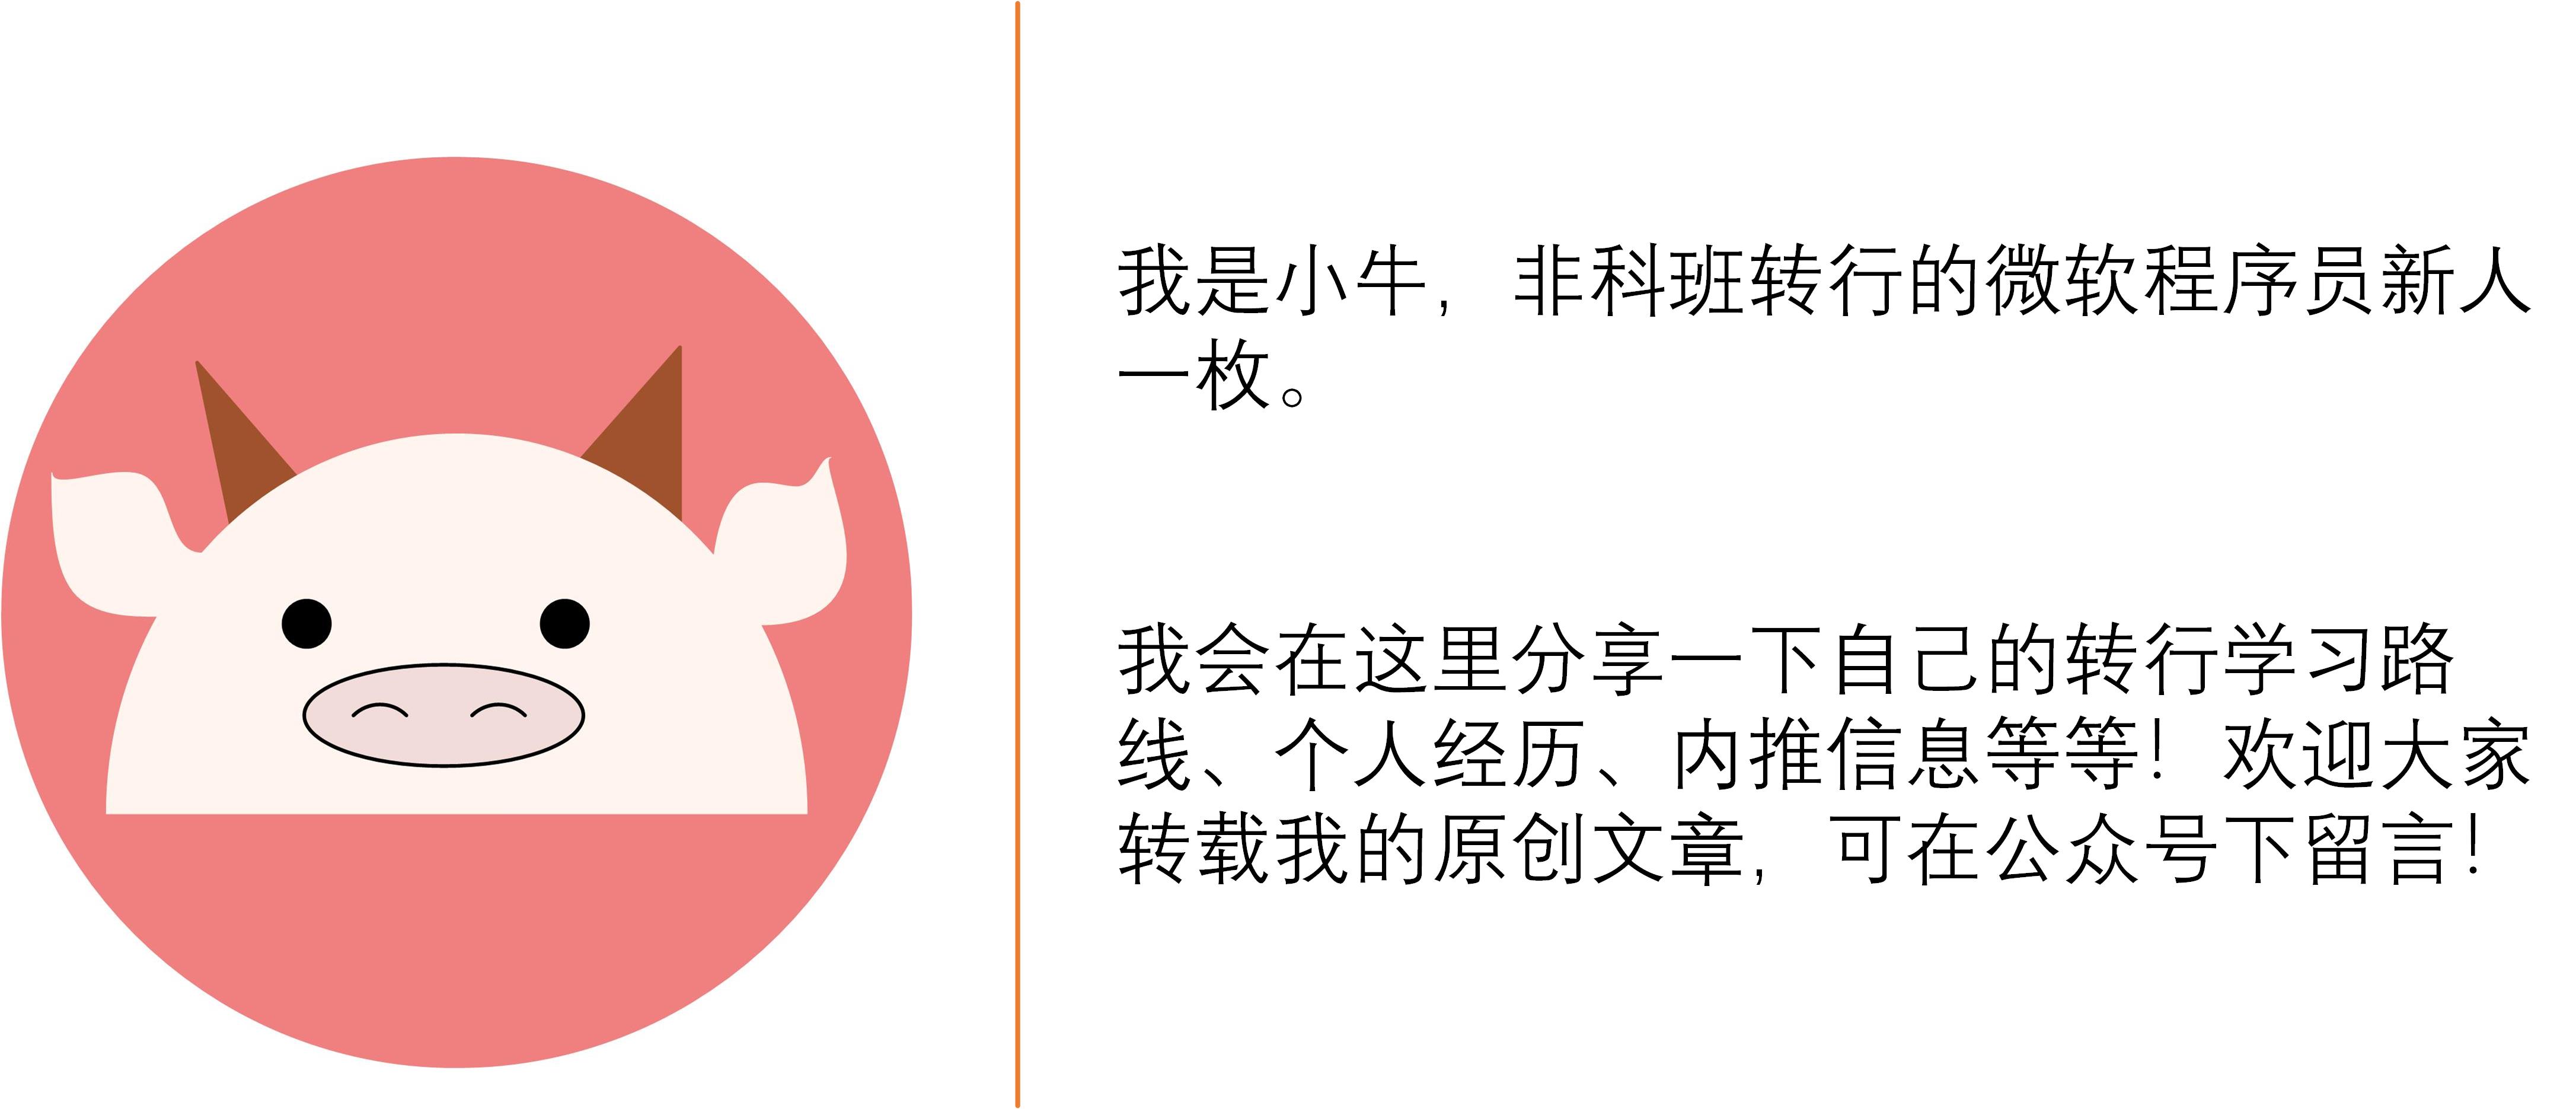 我是小牛，非科班转行的微软程序员新人
一枚。
我会在这里分享一下自己的转行学习路
线、个人经历、内推信息等等！欢迎大家
转载我的原创文章，可在公众号下留言！